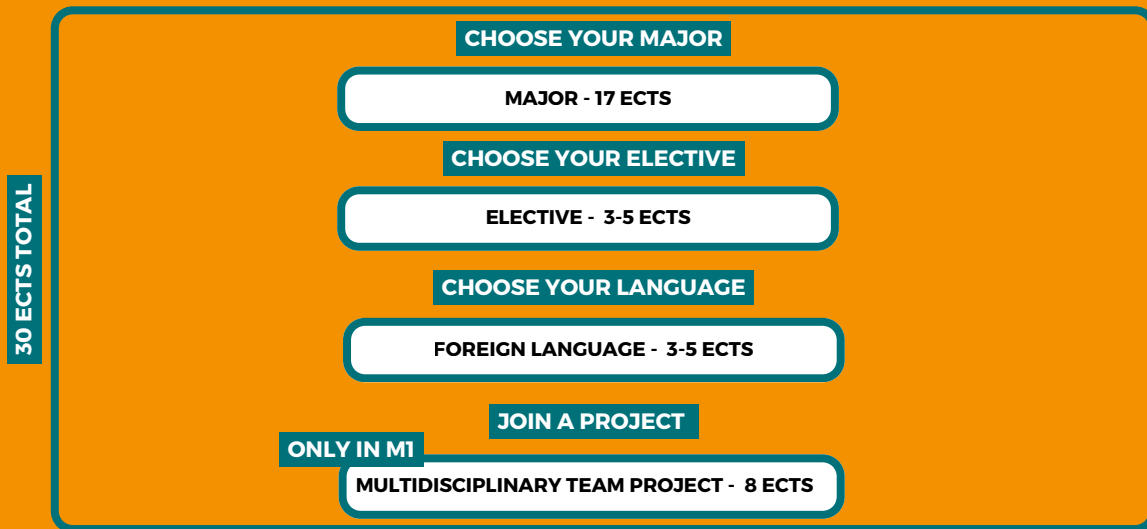 CHOOSE YOUR MAJOR
MAJOR - 17 ECTS
CHOOSE YOUR ELECTIVE
ELECTIVE - 3-5 ECTS
30 ECTS TOTAL
CHOOSE YOUR LANGUAGE
FOREIGN LANGUAGE - 3-5 ECTS
JOIN A PROJECT
ONLY IN M1
MULTIDISCIPLINARY TEAM PROJECT - 8 ECTS